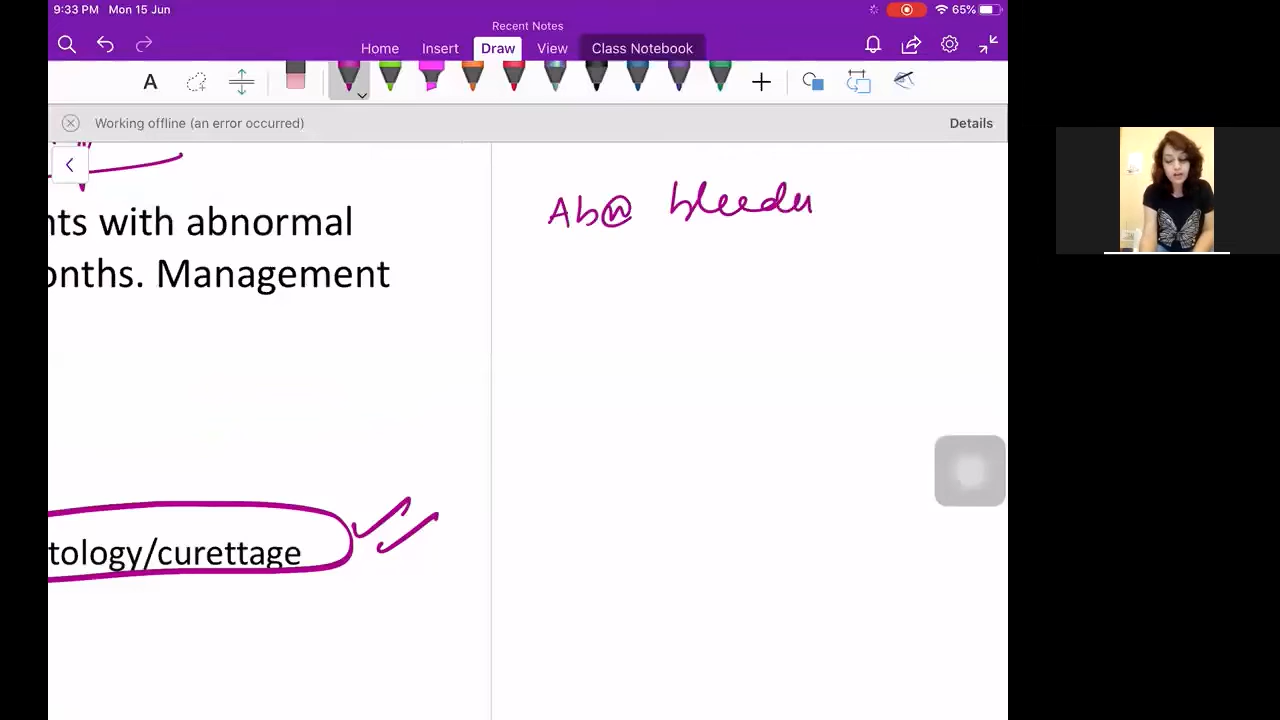 9:33 PM Mon 15 Jun
65%
Recent Notes
Home Insert Draw View Class Notebook
A
Working offline (an error occurred) Details
nts with abnormal
onths. Management
tology/curettage
Ab@ bleedin